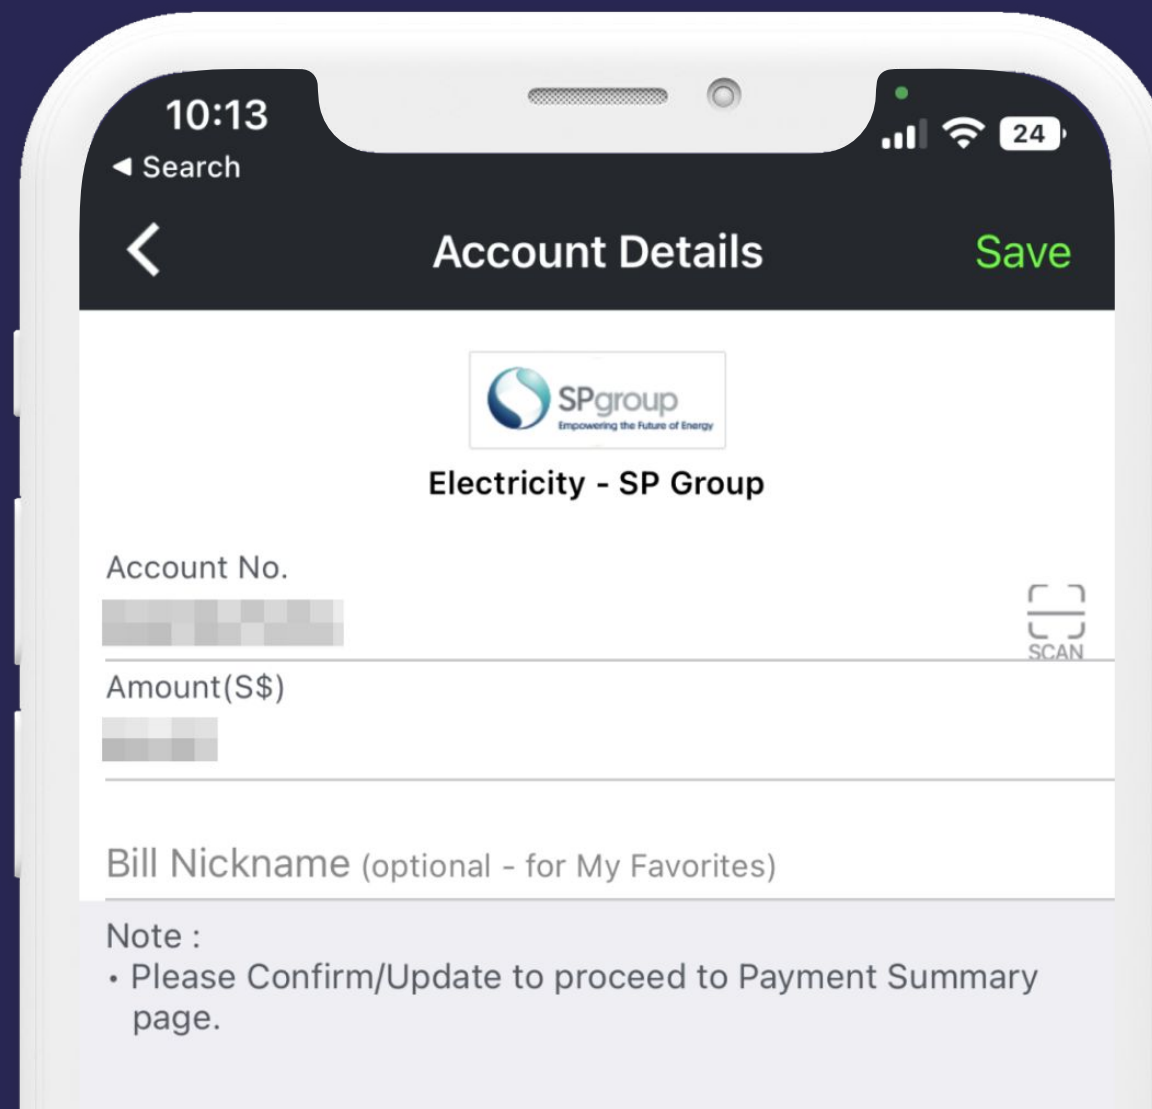 10:13
24
Search
Account Details
Save
SPgroup
Empowering the Future of Energy
Electricity - SP Group
Account No.
SCAN
Amount(S$)
Bill Nickname (optional - for My Favorites)
Note :
• Please Confirm/Update to proceed to Payment Summary
page.